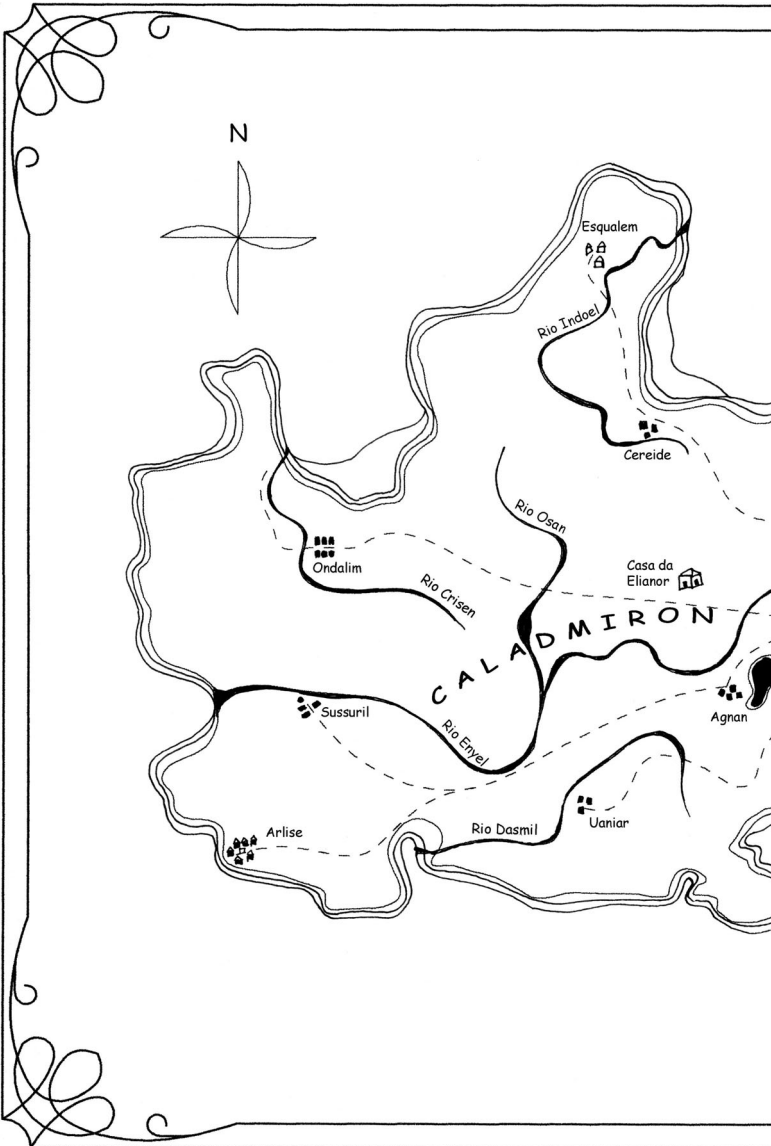 N
Esqualem
Rio Indoel
Cereide
Rio Osan
Ondalim
Casa da
Elianor
Rio Crisen
CALADMIRON
Sussuril
Agnan
Rio Enyel
Arlise
Rio Dasmil
Uaniar